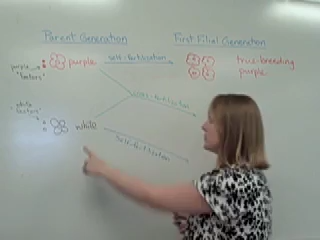 Parent Generation
First Filial Generation
purple
"factors"
purple
self-fertilization
true-breeding
purple
cross-fertilization
white
"factors"
white
self-fertilization